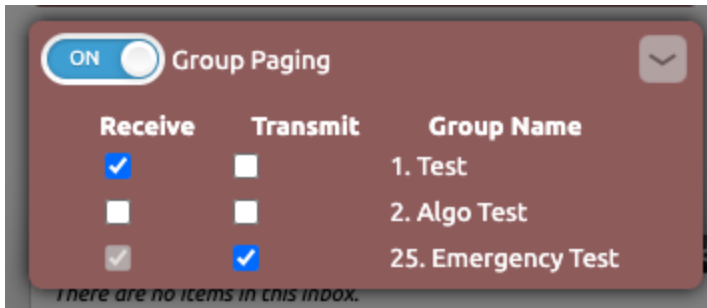 ON Group Paging
Receive Transmit Group Name
1. Test
2. Algo Test
25. Emergency Test
There are no items in this inbox.